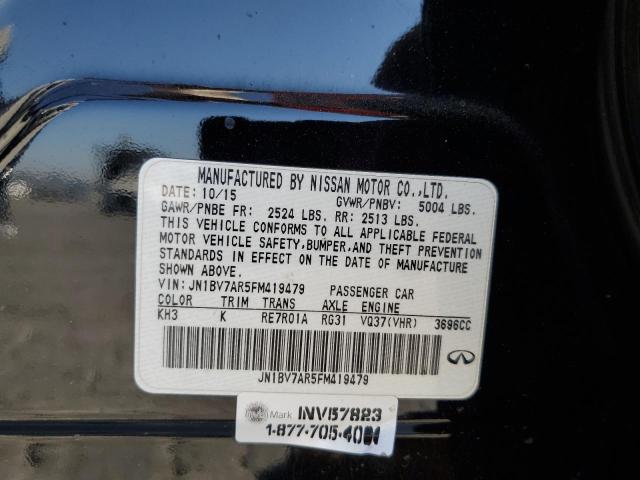 MANUFACTURED BY NISSAN MOTOR CO.,LTD.
DATE: 10/15 GVWR/PNBV: 5004 LBS.
GAWR/PNBE FR: 2524 LBS. RR: 2513 LBS.
THIS VEHICLE CONFORMS TO ALL APPLICABLE FEDERAL
MOTOR VEHICLE SAFETY,BUMPER,AND THEFT PREVENTION
STANDARDS IN EFFECT ON THE DATE OF MANUFACTURE
SHOWN ABOVE.
VIN: JN1BV7AR5FM419479 PASSENGER CAR
COLOR TRIM TRANS AXLE ENGINE
KH3 K RE7R01A RG31 VQ37(VHR) 3696CC
JN1BV7AR5FM419479
Mark INV57823
1-877-705-40